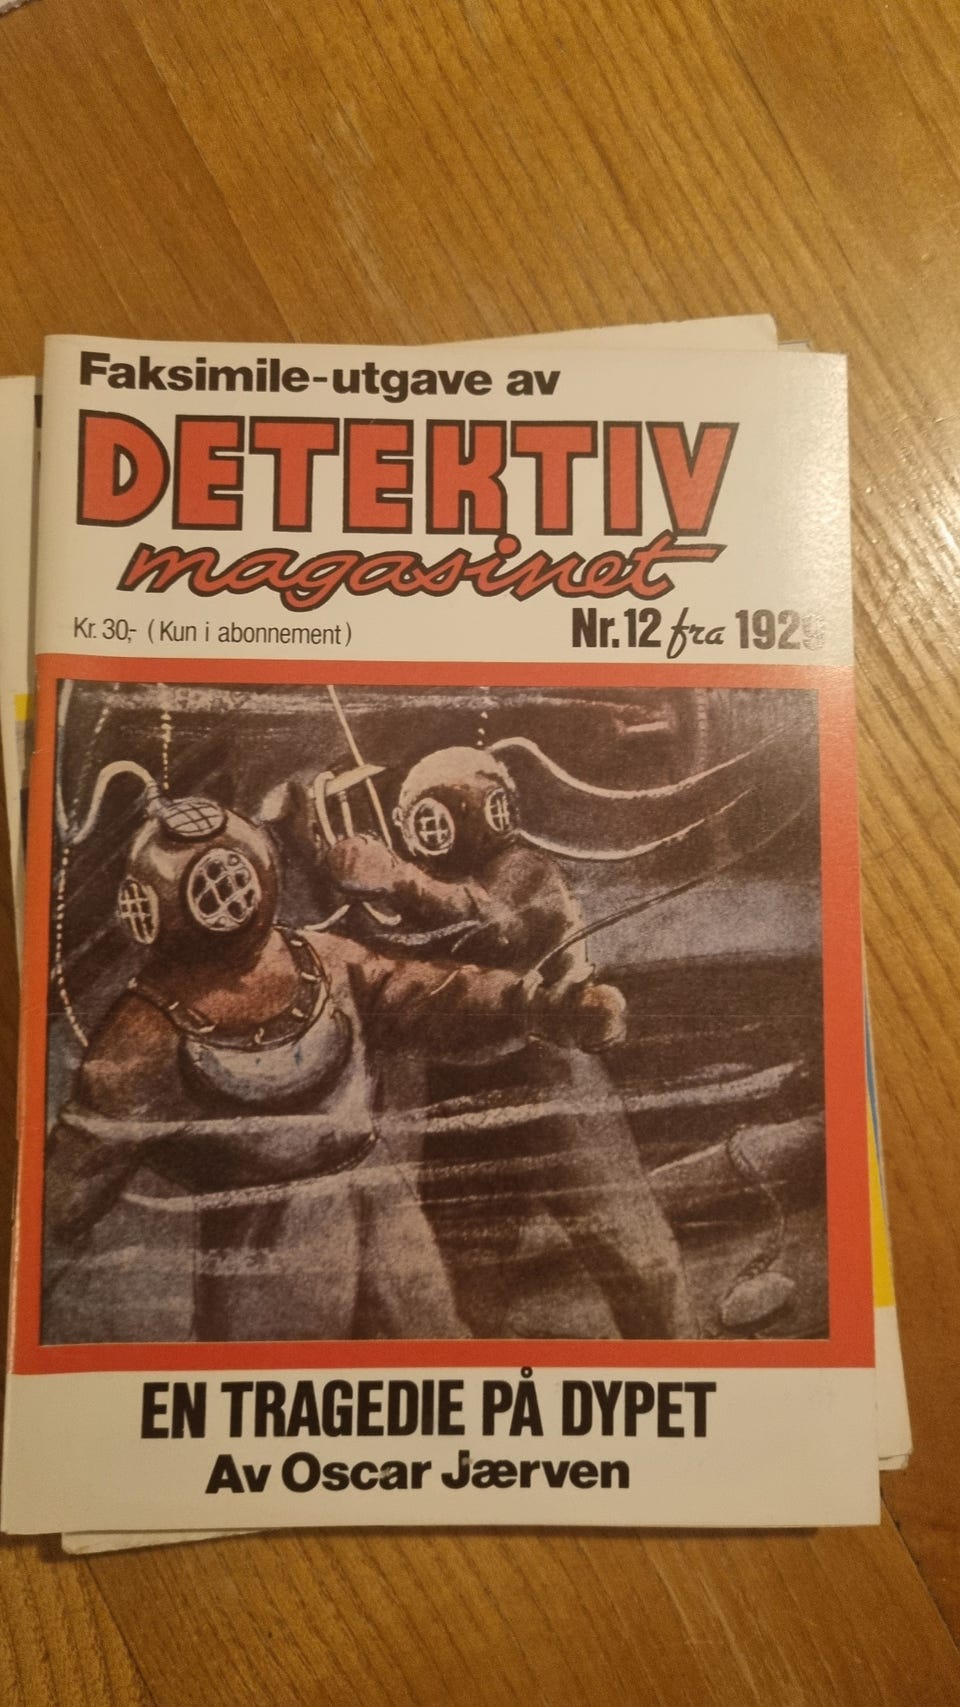 Faksimile-utgave av
DETEKTIV
magasinet
Kr. 30,- (Kun i abonnement)
Nr. 12 fra
EN TRAGEDIE PÅ DYPET
Av Oscar Jærven